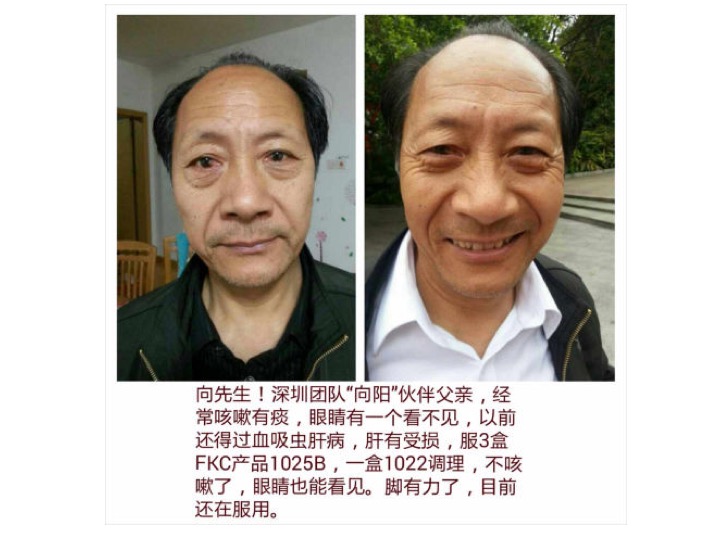 向先生！深圳团队“向阳”伙伴父亲，经
常咳嗽有痰，眼睛有一个看不见，以前
还得过血吸虫肝病，肝有受损，服3盒
FKC产品1025B，一盒1022调理，不咳
嗽了，眼睛也能看见。脚有力了，目前
还在服用。